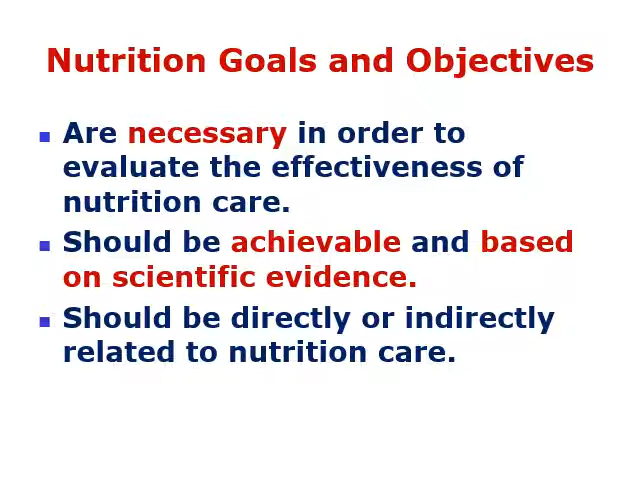 Nutrition Goals and Objectives
Are necessary in order to
evaluate the effectiveness of
nutrition care.
Should be achievable and based
on scientific evidence.
Should be directly or indirectly
related to nutrition care.